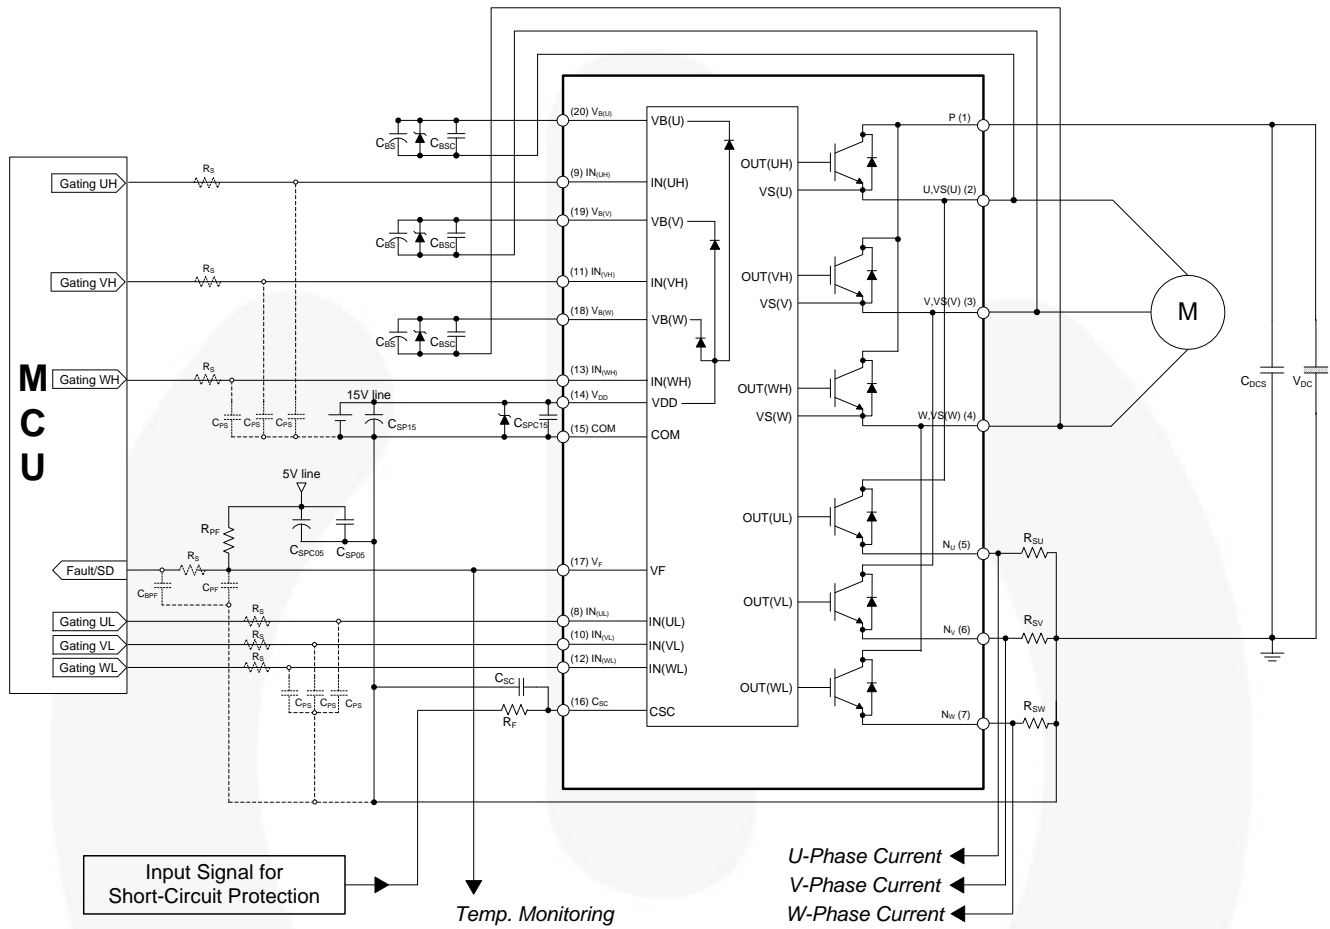 (20) VB(U)
VB(U)
P (1)
CBS
CBSC
OUT(UH)
RS
Gating UH
(9) IN(UH)
IN(UH)
VS(U)
U,VS(U) (2)
(19) VB(V)
VB(V)
CBS
CBSC
RS
Gating VH
(11) IN(VH)
IN(VH)
OUT(VH)
VS(V)
V,VS(V) (3)
M
(18) VB(W)
VB(W)
CBS
CBSC
RS
Gating WH
(13) IN(WH)
IN(WH)
OUT(WH)
CDCS
VDC
15V line
(14) VDD
VDD
VS(W)
W,VS(W) (4)
CPS
CPS
CPS
CSP15
CSPC15
(15) COM
COM
M
C
U
5V line
RPF
CSPC05
CSP05
OUT(UL)
RS
Fault/SD
CBPF
CPF
(17) VF
VF
NU (5)
RSU
OUT(VL)
Gating UL
RS
(8) IN(UL)
IN(UL)
Gating VL
RS
(10) IN(VL)
IN(VL)
NV (6)
RSV
Gating WL
RS
(12) IN(WL)
IN(WL)
CPS
CPS
CPS
CSC
RF
(16) CSC
CSC
OUT(WL)
NW (7)
RSW
Input Signal for
Short-Circuit Protection
Temp. Monitoring
U-Phase Current
V-Phase Current
W-Phase Current